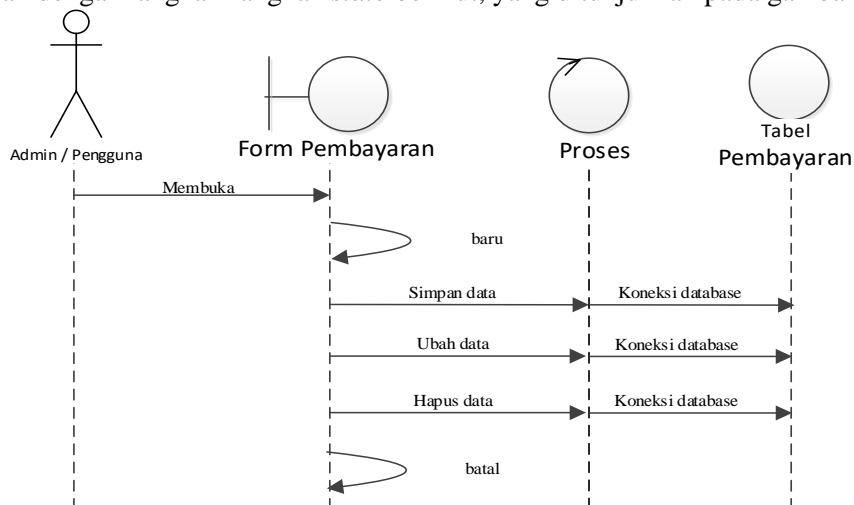 Admin / Pengguna
Form Pembayaran
Proses
Tabel
Pembayaran
Membuka
baru
Simpan data
Koneksi database
Ubah data
Koneksi database
Hapus data
Koneksi database
batal